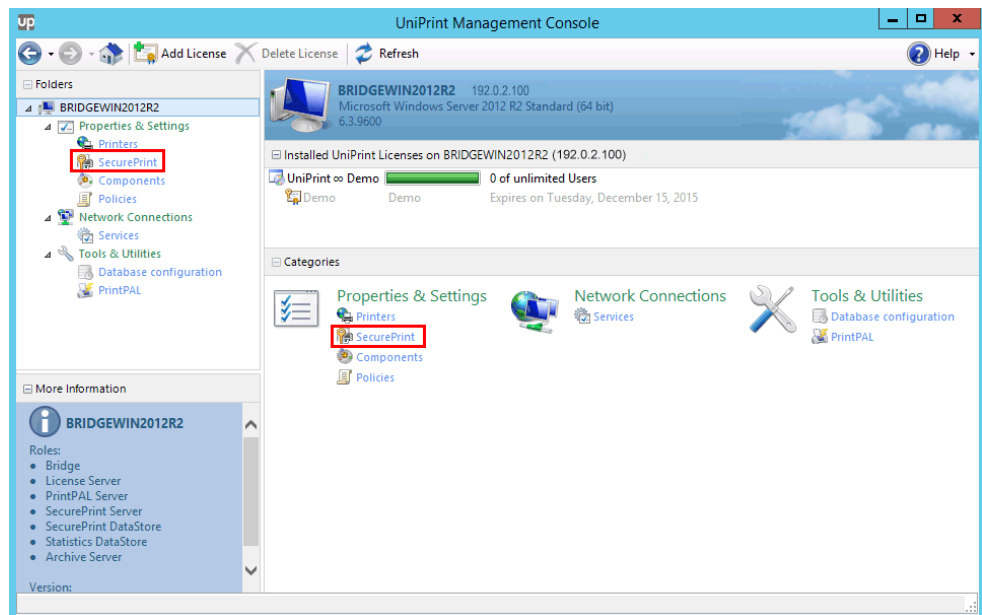 up
UniPrint Management Console
Add License
Delete License
Refresh
Help
Folders
BRIDGEWIN2012R2
Properties & Settings
Printers
SecurePrint
Components
Policies
Network Connections
Services
Tools & Utilities
Database configuration
PrintPAL
More Information
BRIDGEWIN2012R2
Roles:
Bridge
License Server
PrintPAL Server
SecurePrint Server
SecurePrint DataStore
Statistics DataStore
Archive Server
Version:
BRIDGEWIN2012R2 192.0.2.100
Microsoft Windows Server 2012 R2 Standard (64 bit)
6.3.9600
Installed UniPrint Licenses on BRIDGEWIN2012R2 (192.0.2.100)
UniPrint ∞ Demo 0 of unlimited Users
Demo Demo Expires on Tuesday, December 15, 2015
Categories
Properties & Settings
Printers
SecurePrint
Components
Policies
Network Connections
Services
Tools & Utilities
Database configuration
PrintPAL